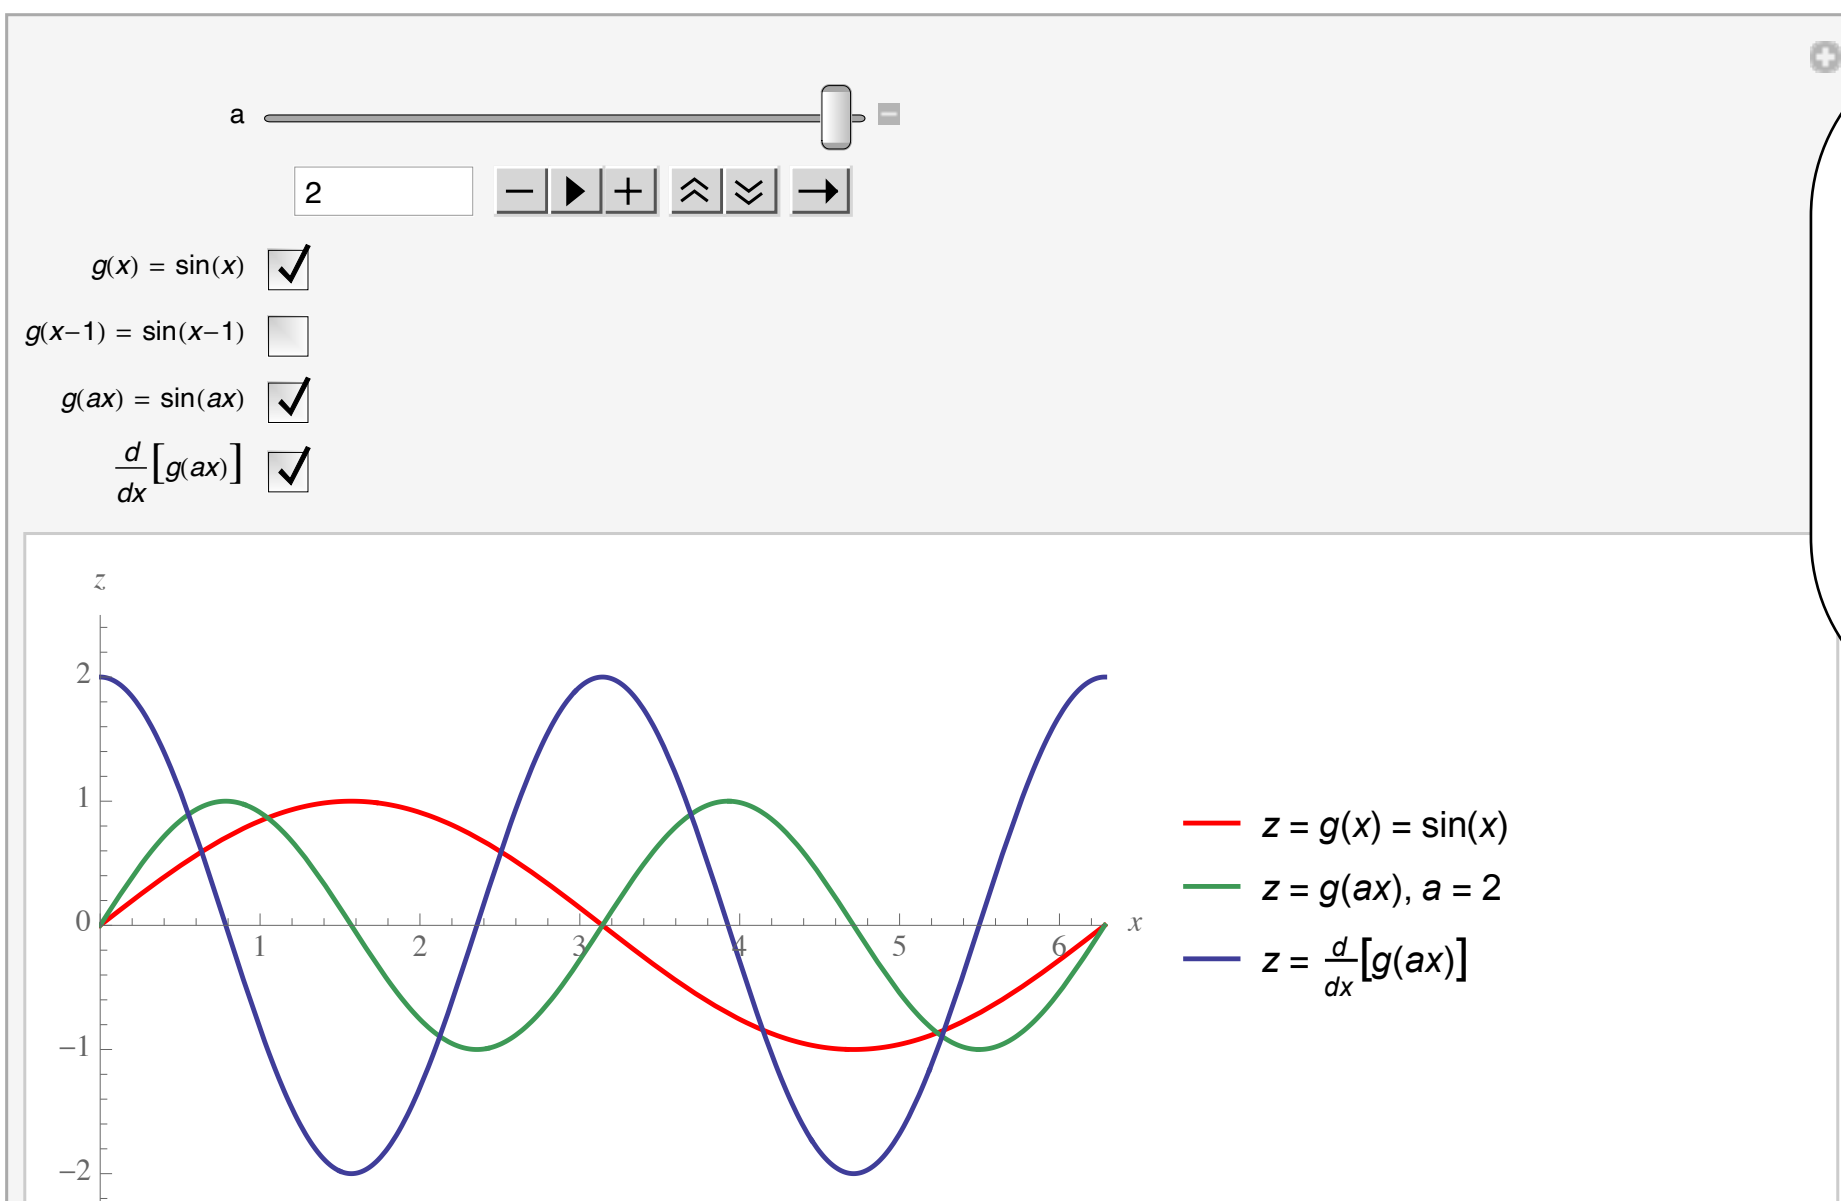 a
2
g(x) = sin(x)
g(x−1) = sin(x−1)
g(ax) = sin(ax)
d/dx [g(ax)]
z
2
1
0
−1
−2
1 2 3 4 5 6 x
z = g(x) = sin(x)
z = g(ax), a = 2
z = d/dx [g(ax)]